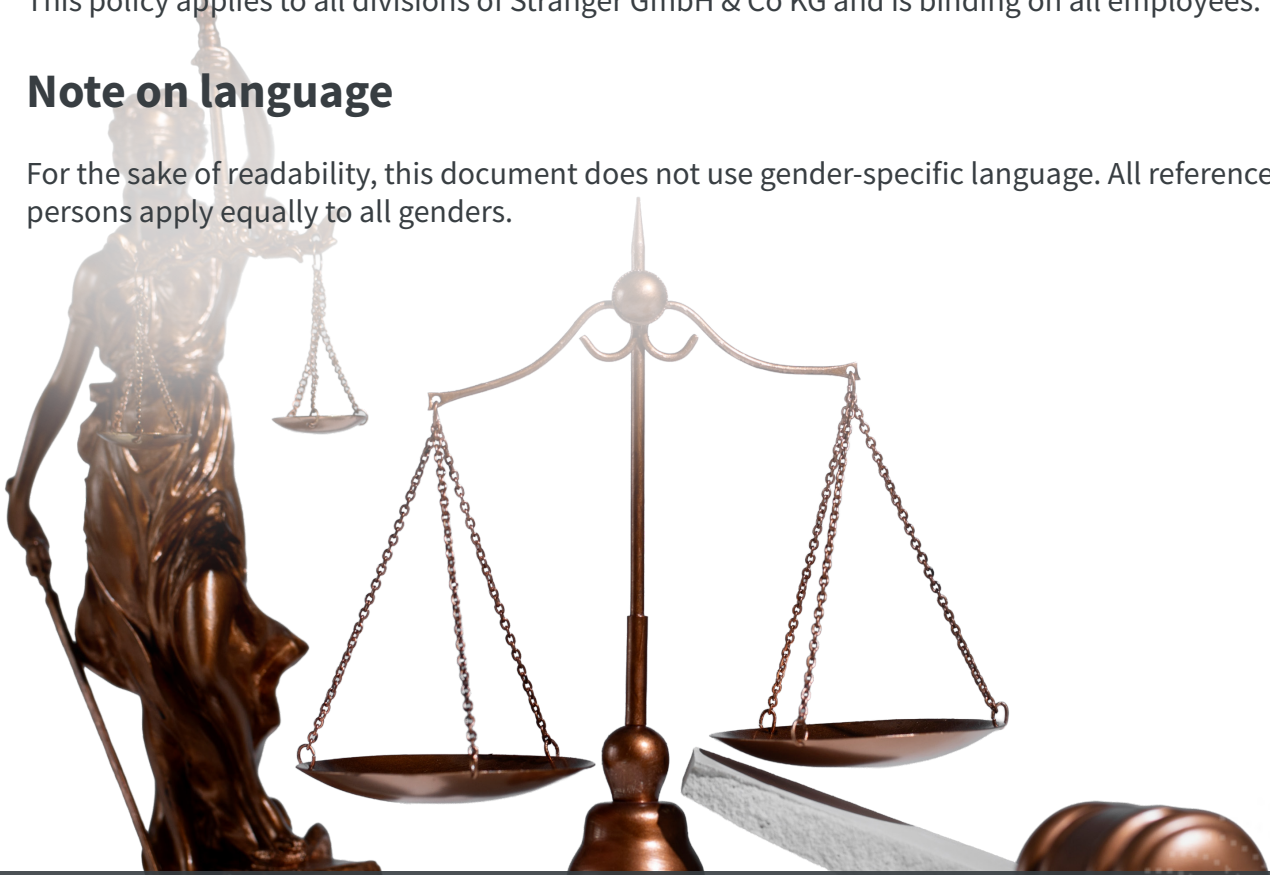 This policy applies to all divisions of Stranger GmbH & Co KG and is binding on all employees.
Note on language
For the sake of readability, this document does not use gender-specific language. All reference
persons apply equally to all genders.